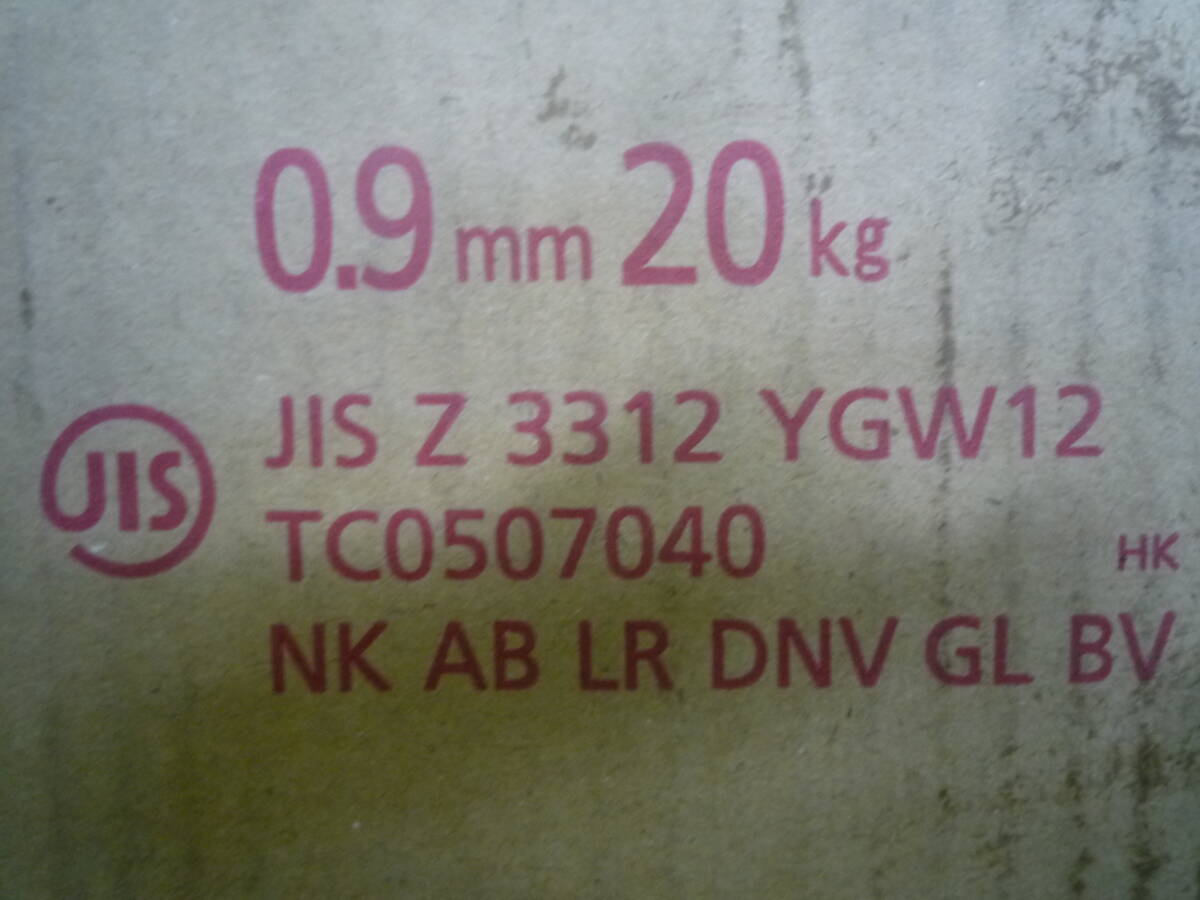 0.9 mm 20 kg
JIS
JIS Z 3312 YGW12
TC0507040
HK
NK AB LR DNV GL BV